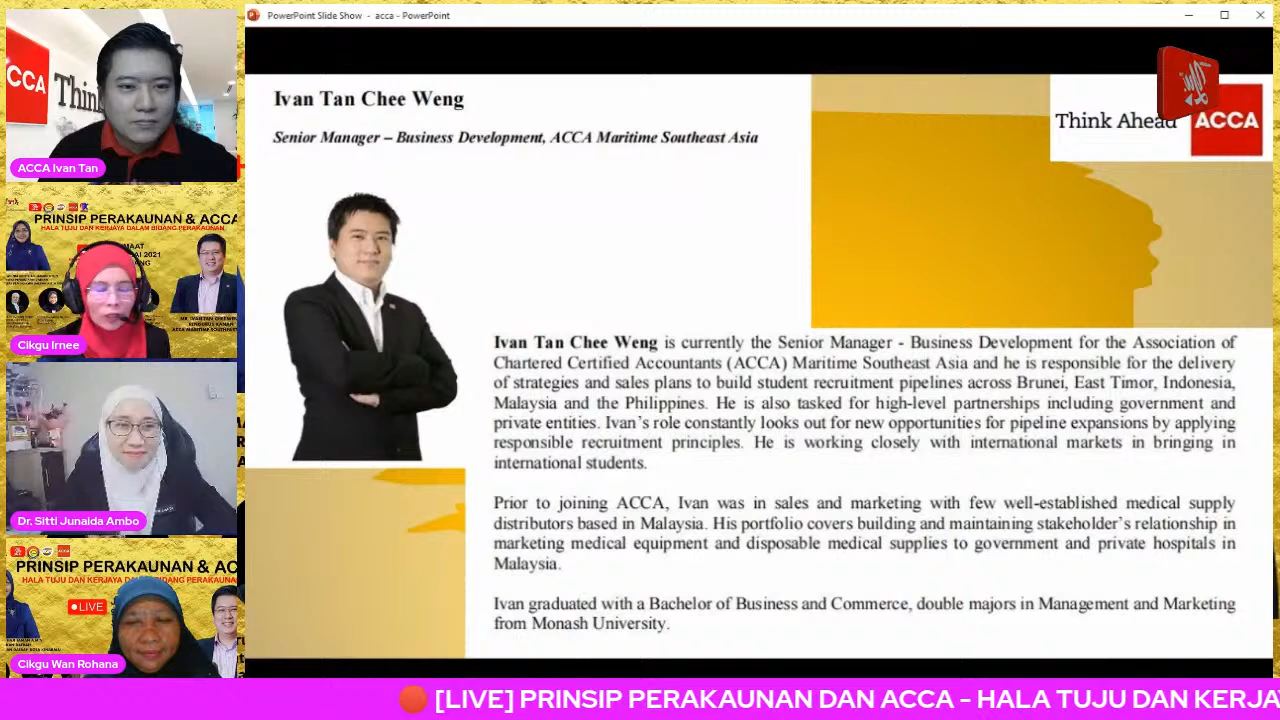 PowerPoint Slide Show - acca - PowerPoint
ACCA
Think
ACCA Ivan Tan
PRINSIP PERAKAUNAN & ACCA
HALA TUJU DAN KERJAYA DALAM BIDANG PERAKAUNAN
Cikgu Irnee
Dr. Sitti Junaida Ambo
PRINSIP PERAKAUNAN & AC
LIVE
Cikgu Wan Rohana
Ivan Tan Chee Weng
Senior Manager – Business Development, ACCA Maritime Southeast Asia
Think Ahead
ACCA
Ivan Tan Chee Weng is currently the Senior Manager - Business Development for the Association of
Chartered Certified Accountants (ACCA) Maritime Southeast Asia and he is responsible for the delivery
of strategies and sales plans to build student recruitment pipelines across Brunei, East Timor, Indonesia,
Malaysia and the Philippines. He is also tasked for high-level partnerships including government and
private entities. Ivan's role constantly looks out for new opportunities for pipeline expansions by applying
responsible recruitment principles. He is working closely with international markets in bringing in
international students.
Prior to joining ACCA, Ivan was in sales and marketing with few well-established medical supply
distributors based in Malaysia. His portfolio covers building and maintaining stakeholder's relationship in
marketing medical equipment and disposable medical supplies to government and private hospitals in
Malaysia.
Ivan graduated with a Bachelor of Business and Commerce, double majors in Management and Marketing
from Monash University.
[LIVE] PRINSIP PERAKAUNAN DAN ACCA - HALA TUJU DAN KERJA